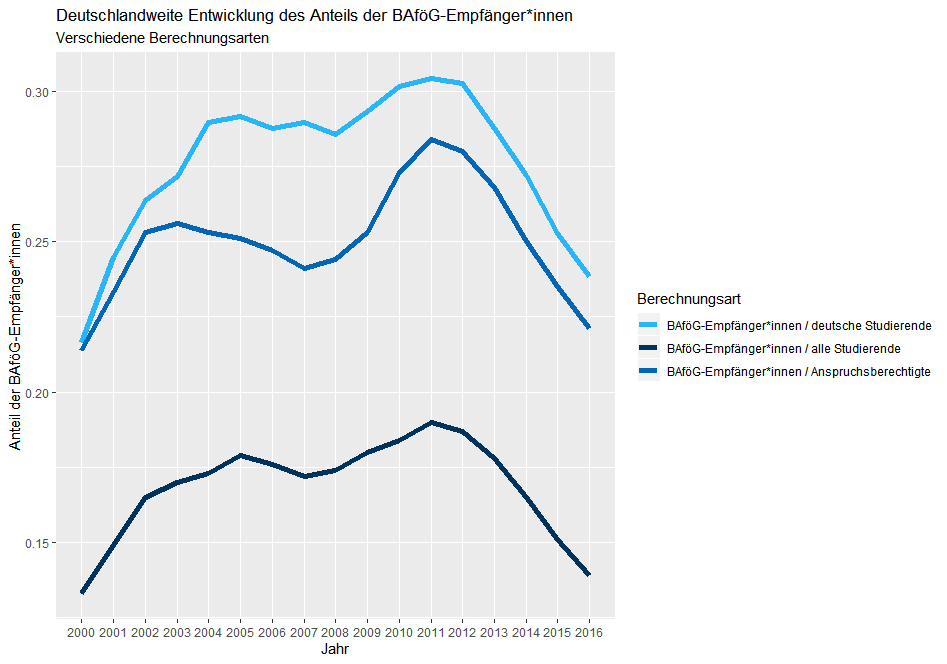 Deutschlandweite Entwicklung des Anteils der BAföG-Empfänger*innen
Verschiedene Berechnungsarten
Anteil der BAföG-Empfänger*innen
0.30
0.25
0.20
0.15
2000 2001 2002 2003 2004 2005 2006 2007 2008 2009 2010 2011 2012 2013 2014 2015 2016
Jahr
Berechnungsart
BAföG-Empfänger*innen / deutsche Studierende
BAföG-Empfänger*innen / alle Studierende
BAföG-Empfänger*innen / Anspruchsberechtigte